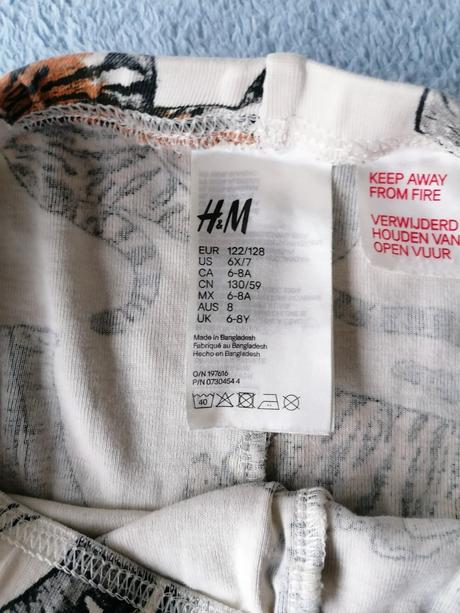 H&M
EUR 122/128
US 6X/7
CA 6-8A
CN 130/59
MX 6-8A
AUS 8
UK 6-8Y
Made in Bangladesh
Fabriqué au Bangladesh
Hecho en Bangladesh
O/N 197616
P/N 0730454 4
40
KEEP AWAY
FROM FIRE
VERWIJDERD
HOUDEN VAN
OPEN VUUR